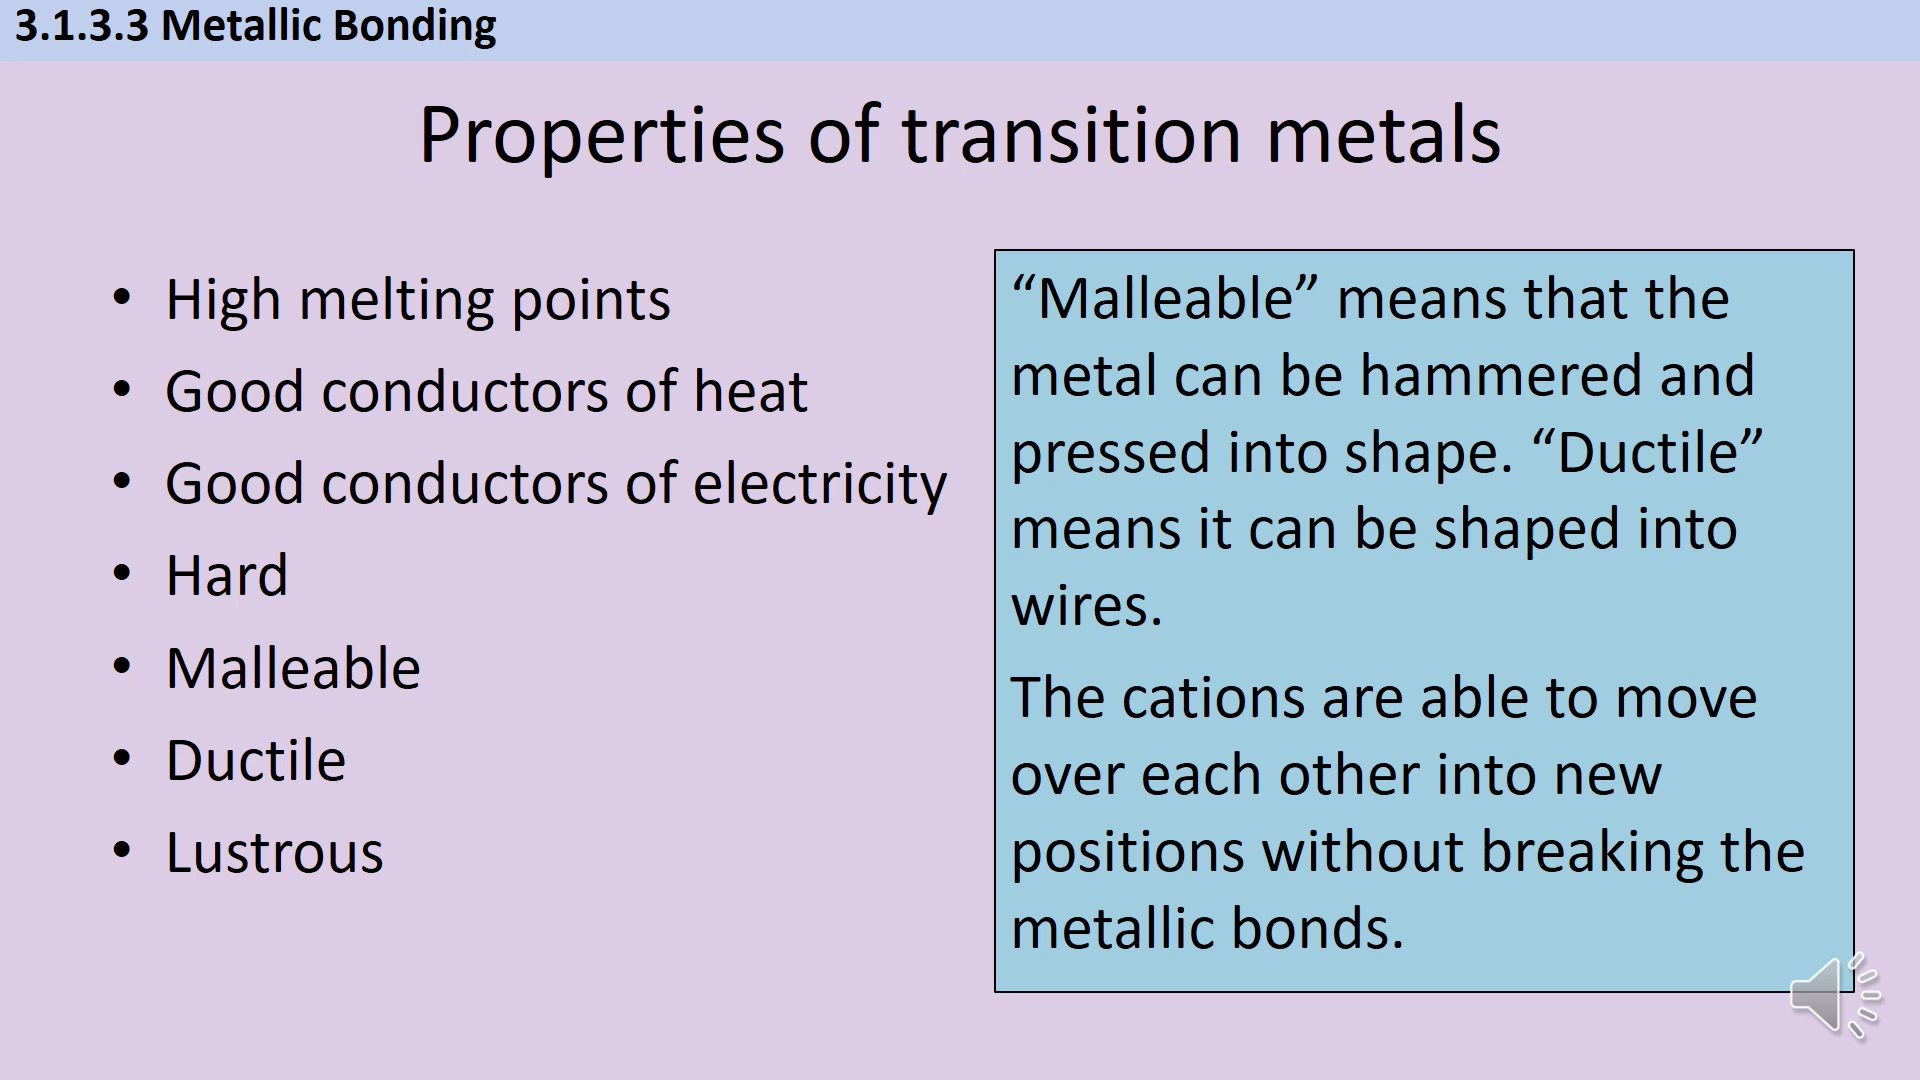 3.1.3.3 Metallic Bonding
Properties of transition metals
• High melting points
• Good conductors of heat
• Good conductors of electricity
• Hard
• Malleable
• Ductile
• Lustrous
“Malleable” means that the
metal can be hammered and
pressed into shape. “Ductile”
means it can be shaped into
wires.
The cations are able to move
over each other into new
positions without breaking the
metallic bonds.